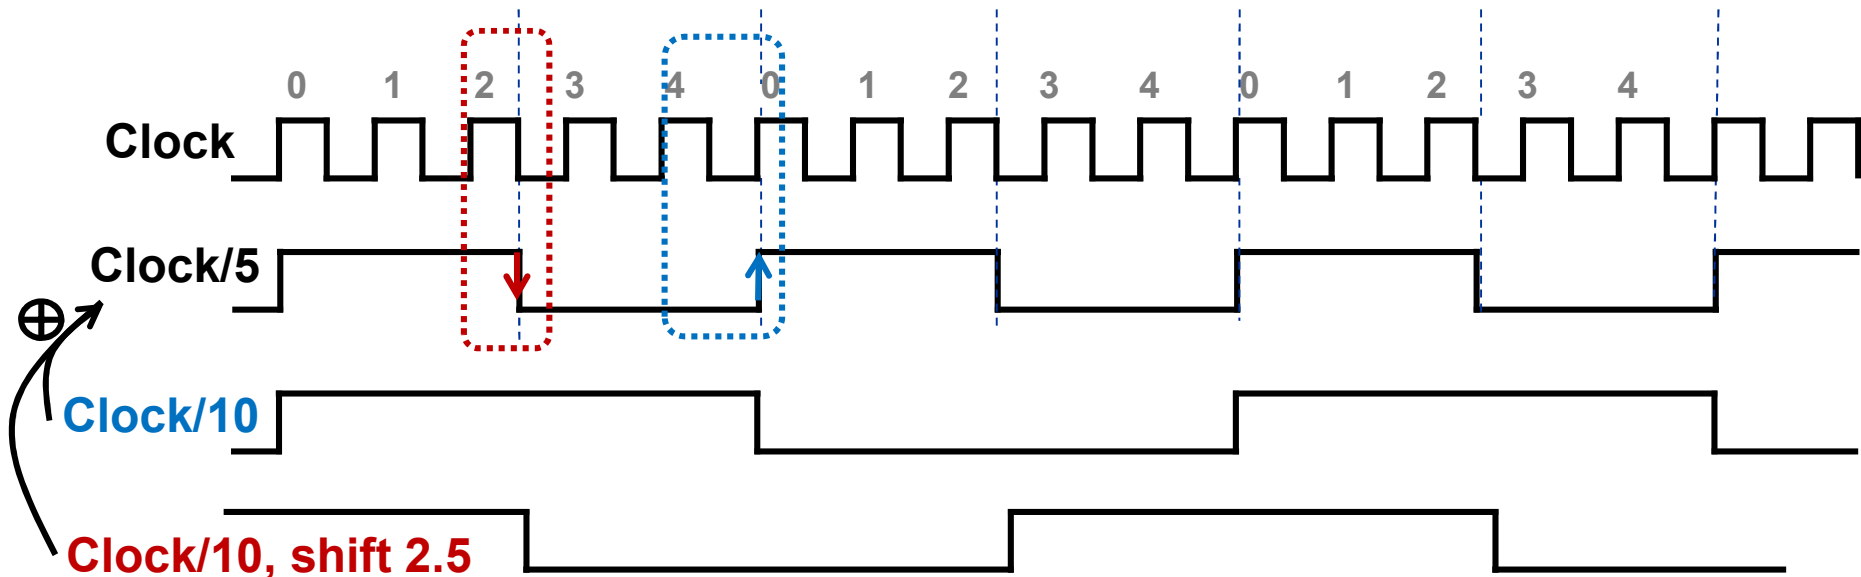 0 1 2 3 4 0 1 2 3 4 0 1 2 3 4
Clock
Clock/5
Clock/10
Clock/10, shift 2.5